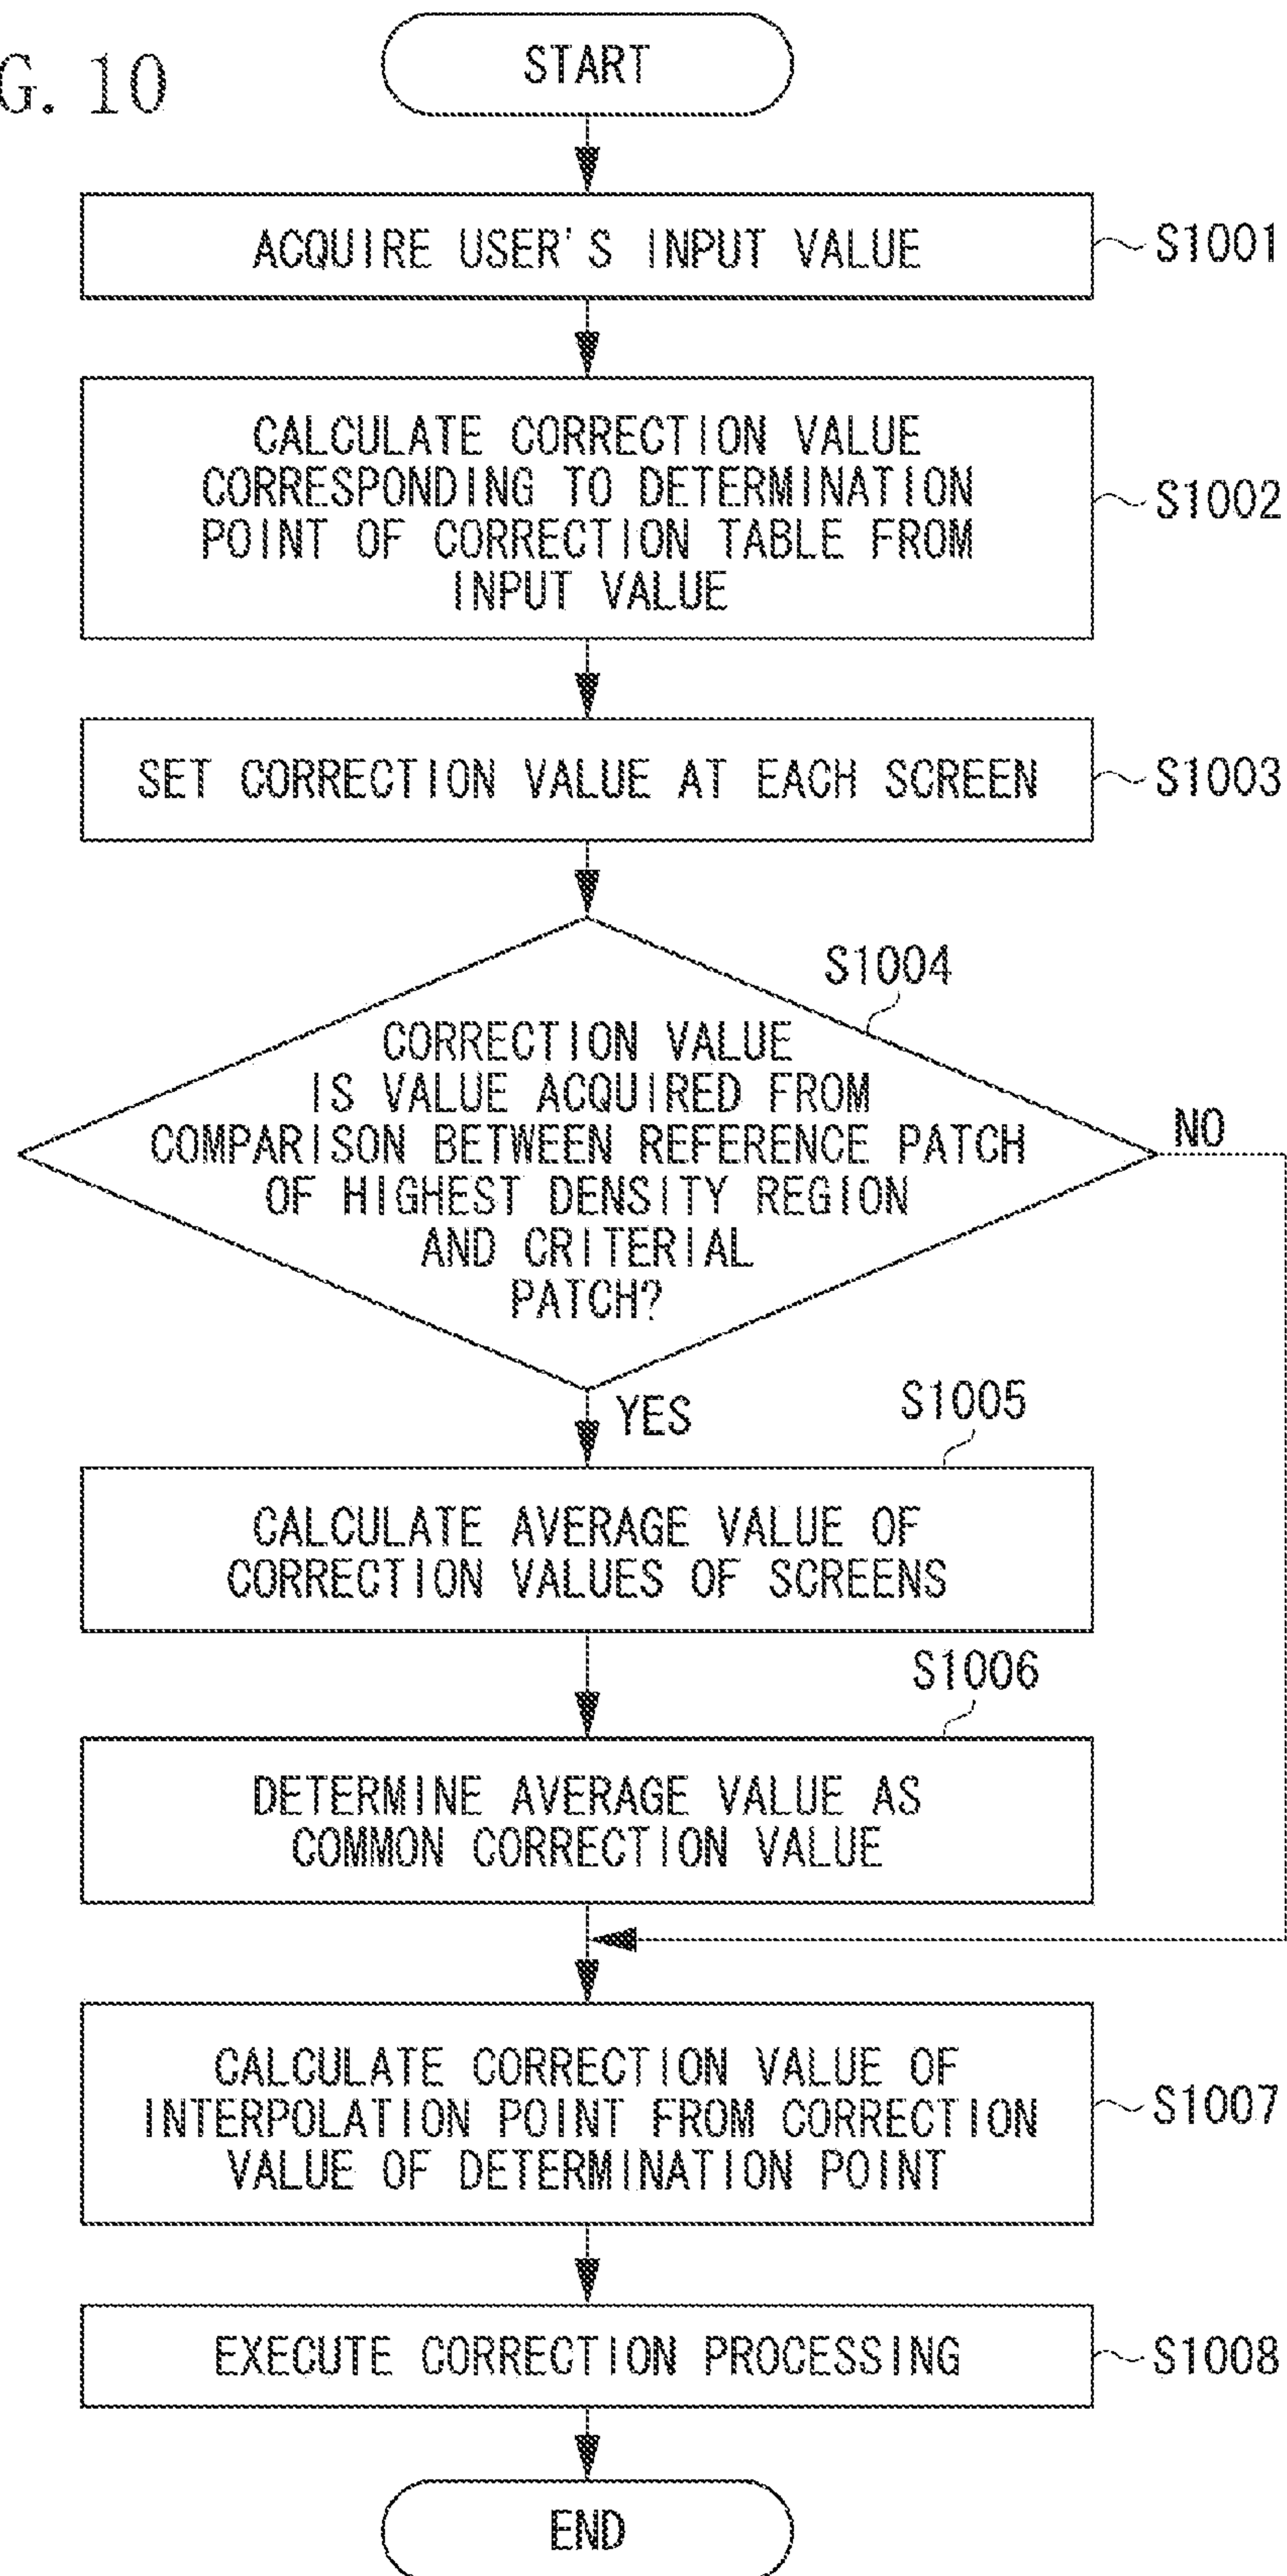 G. 10
START
ACQUIRE USER'S INPUT VALUE
S1001
CALCULATE CORRECTION VALUE
CORRESPONDING TO DETERMINATION
POINT OF CORRECTION TABLE FROM
INPUT VALUE
S1002
SET CORRECTION VALUE AT EACH SCREEN
S1003
S1004
CORRECTION VALUE
IS VALUE ACQUIRED FROM
COMPARISON BETWEEN REFERENCE PATCH
OF HIGHEST DENSITY REGION
AND CRITERIAL
PATCH?
NO
YES
S1005
CALCULATE AVERAGE VALUE OF
CORRECTION VALUES OF SCREENS
S1006
DETERMINE AVERAGE VALUE AS
COMMON CORRECTION VALUE
CALCULATE CORRECTION VALUE OF
INTERPOLATION POINT FROM CORRECTION
VALUE OF DETERMINATION POINT
S1007
EXECUTE CORRECTION PROCESSING
S1008
END